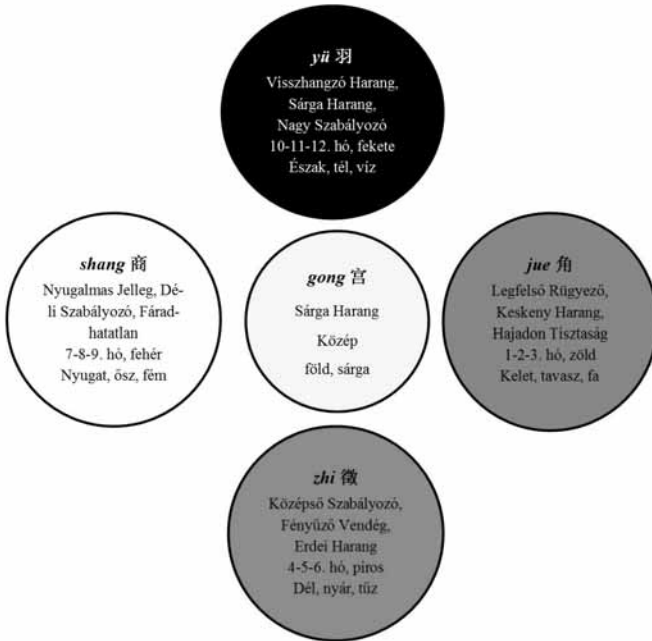 yü 羽
Visszhangzó Harang,
Sárga Harang,
Nagy Szabályozó
10-11-12. hó, fekete
Észak, tél, víz
shang 商
Nyugalmas Jelleg, Dé-
li Szabályozó, Fárad-
hatatlan
7-8-9. hó, fehér
Nyugat, ősz, fém
gong 宫
Sárga Harang
Közép
föld, sárga
jue 角
Legfelső Rügyező,
Keskeny Harang,
Hajadon Tisztaság
1-2-3. hó, zöld
Kelet, tavasz, fa
zhi 徵
Középső Szabályozó,
Fényűző Vendég,
Erdei Harang
4-5-6. hó, piros
Dél, nyár, tűz